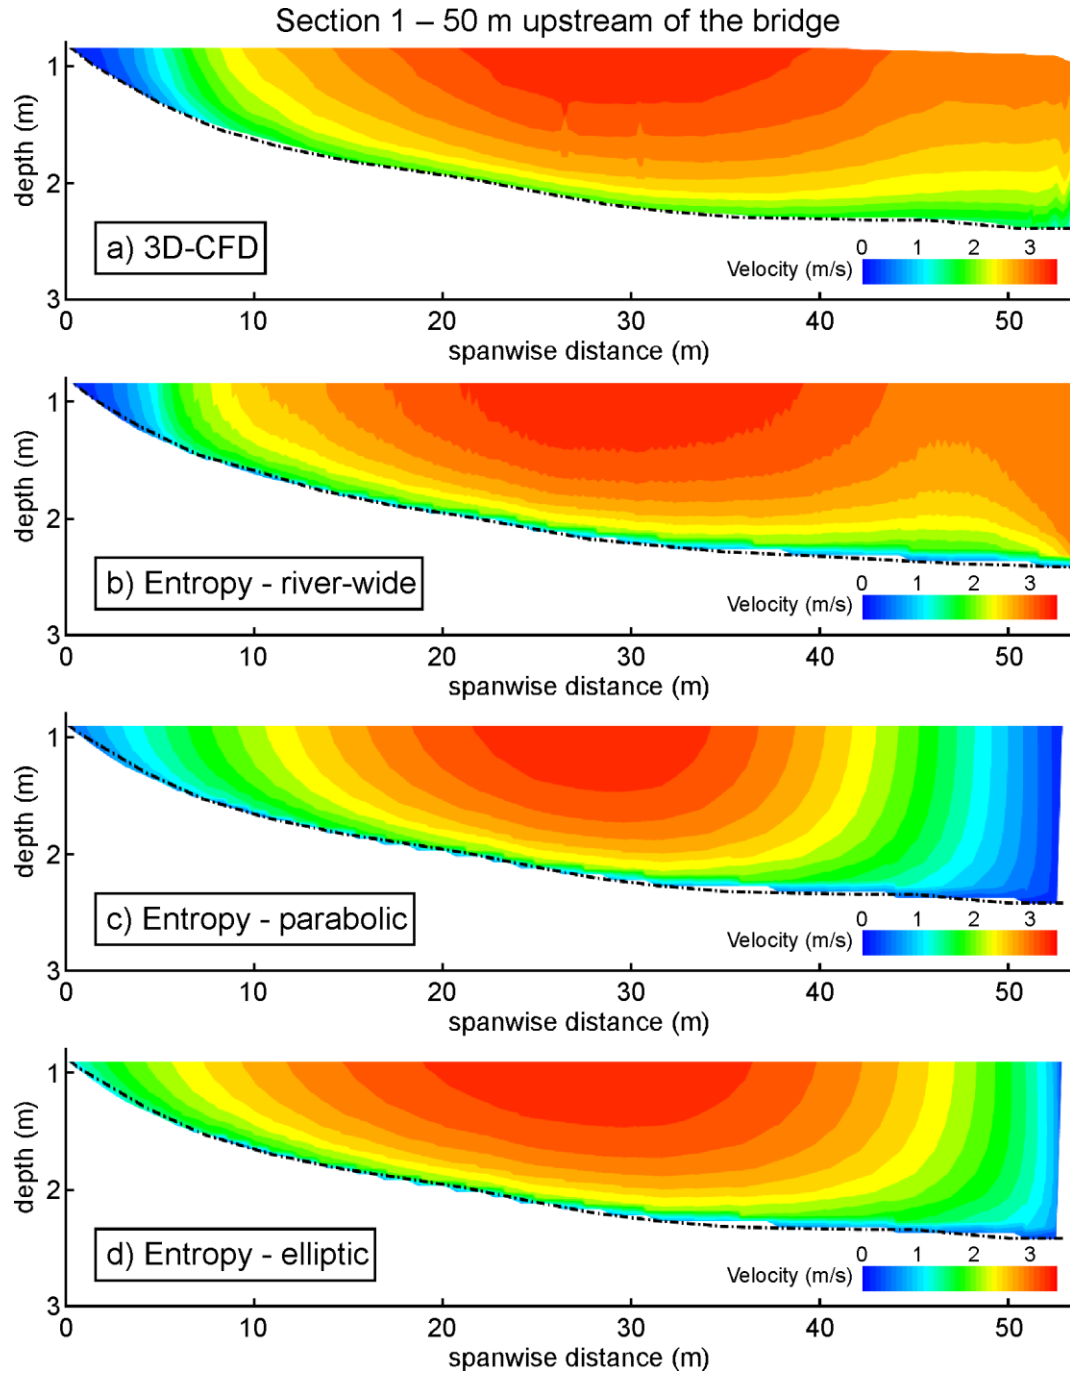 Section 1 – 50 m upstream of the bridge
1
2
3
depth (m)
a) 3D-CFD
0 1 2 3
Velocity (m/s)
0 10 20 30 40 50
spanwise distance (m)
1
2
3
depth (m)
b) Entropy - river-wide
0 1 2 3
Velocity (m/s)
0 10 20 30 40 50
spanwise distance (m)
1
2
3
depth (m)
c) Entropy - parabolic
0 1 2 3
Velocity (m/s)
0 10 20 30 40 50
spanwise distance (m)
1
2
3
depth (m)
d) Entropy - elliptic
0 1 2 3
Velocity (m/s)
0 10 20 30 40 50
spanwise distance (m)